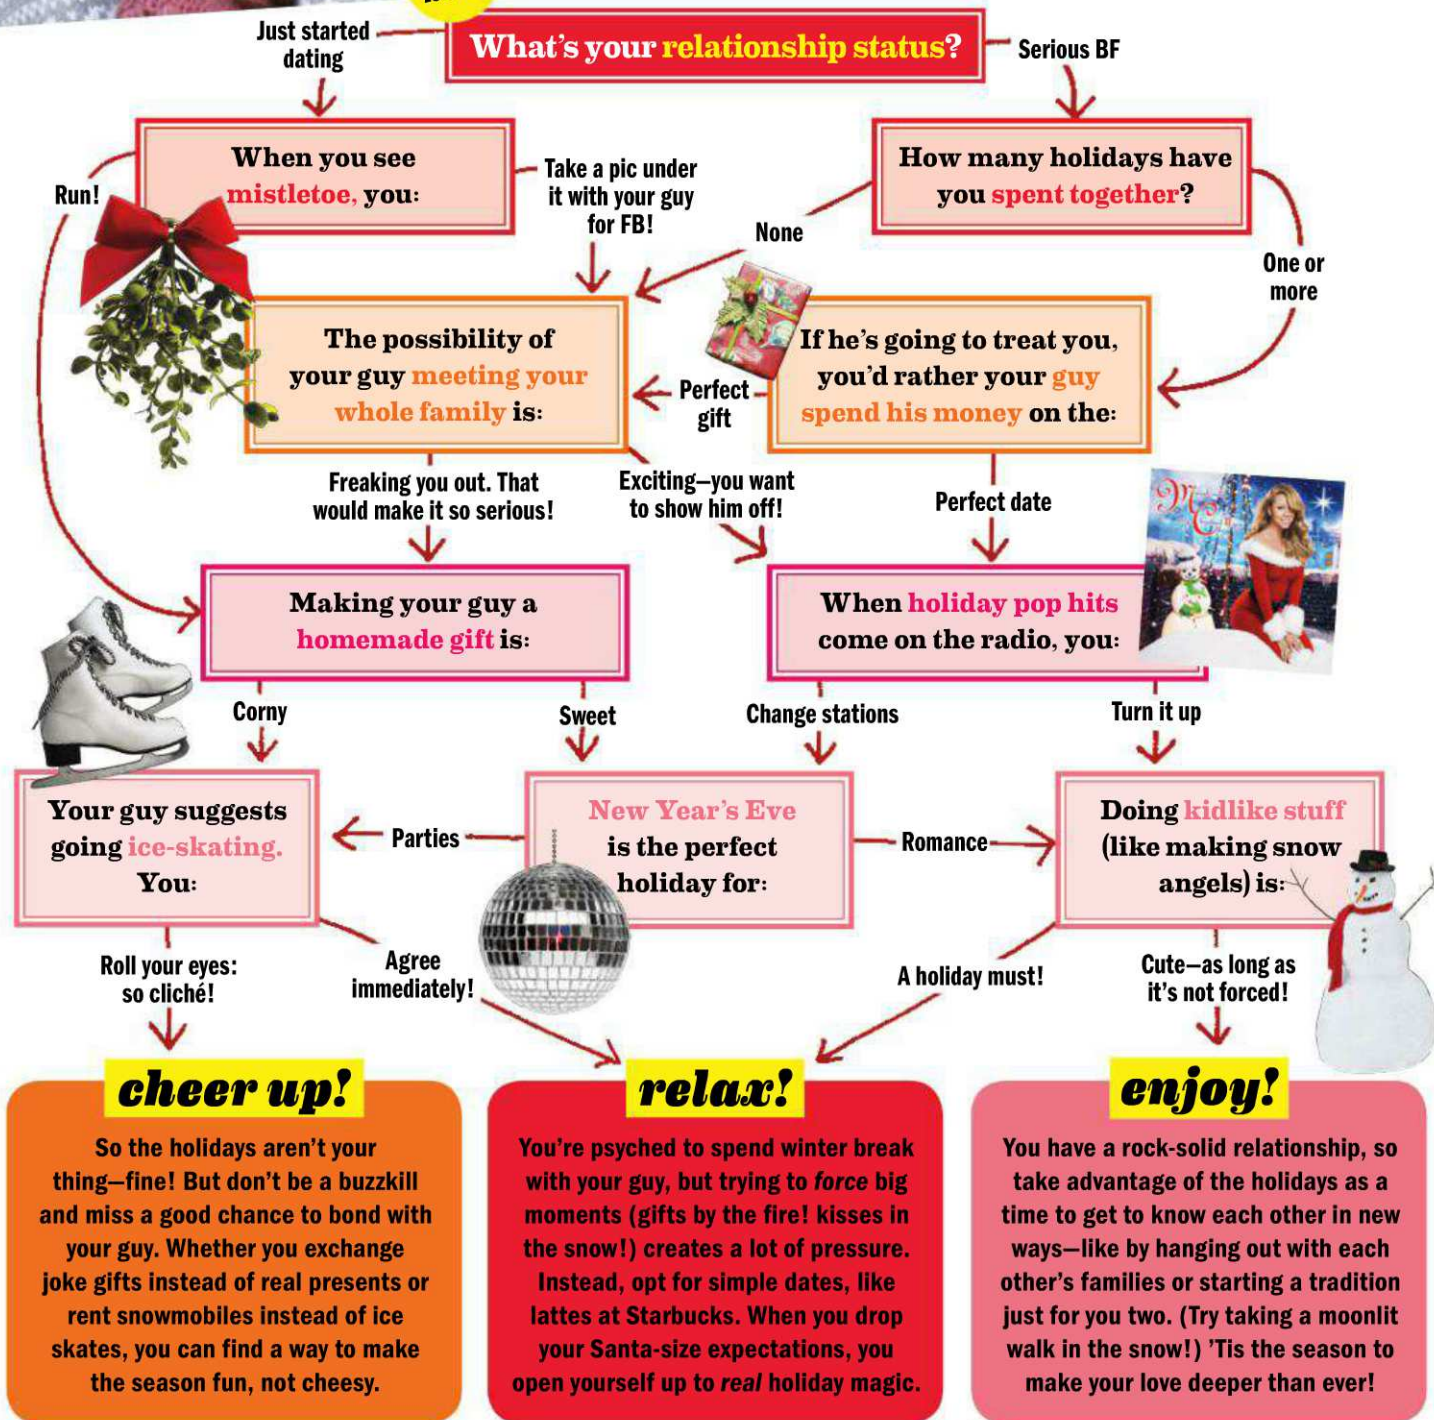 Just started
dating
What's your relationship status?
Serious BF
When you see
mistletoe, you:
Run!
Take a pic under
it with your guy
for FB!
How many holidays have
you spent together?
None
One or
more
The possibility of
your guy meeting your
whole family is:
Perfect
gift
If he's going to treat you,
you'd rather your guy
spend his money on the:
Freaking you out. That
would make it so serious!
Exciting—you want
to show him off!
Perfect date
Making your guy a
homemade gift is:
When holiday pop hits
come on the radio, you:
Corny
Sweet
Change stations
Turn it up
Your guy suggests
going ice-skating.
You:
Parties
New Year's Eve
is the perfect
holiday for:
Romance
Doing kidlike stuff
(like making snow
angels) is:
Roll your eyes:
so cliché!
Agree
immediately!
A holiday must!
Cute—as long as
it's not forced!
cheer up!
So the holidays aren't your
thing—fine! But don't be a buzzkill
and miss a good chance to bond with
your guy. Whether you exchange
joke gifts instead of real presents or
rent snowmobiles instead of ice
skates, you can find a way to make
the season fun, not cheesy.
relax!
You're psyched to spend winter break
with your guy, but trying to force big
moments (gifts by the fire! kisses in
the snow!) creates a lot of pressure.
Instead, opt for simple dates, like
lattes at Starbucks. When you drop
your Santa-size expectations, you
open yourself up to real holiday magic.
enjoy!
You have a rock-solid relationship, so
take advantage of the holidays as a
time to get to know each other in new
ways—like by hanging out with each
other's families or starting a tradition
just for you two. (Try taking a moonlit
walk in the snow!) 'Tis the season to
make your love deeper than ever!